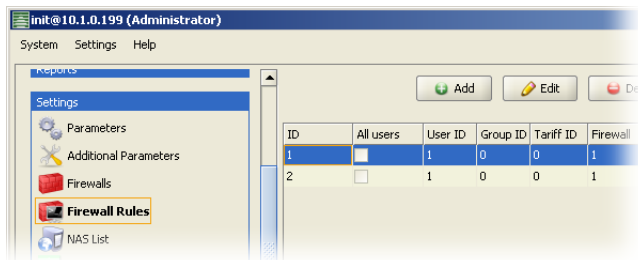 init@10.1.0.199 (Administrator)
System Settings Help
Reports
Add Edit
Settings
Parameters
Additional Parameters
Firewalls
Firewall Rules
NAS List
ID All users User ID Group ID Tariff ID Firewall
1 1 0 0 1
2 1 0 0 1